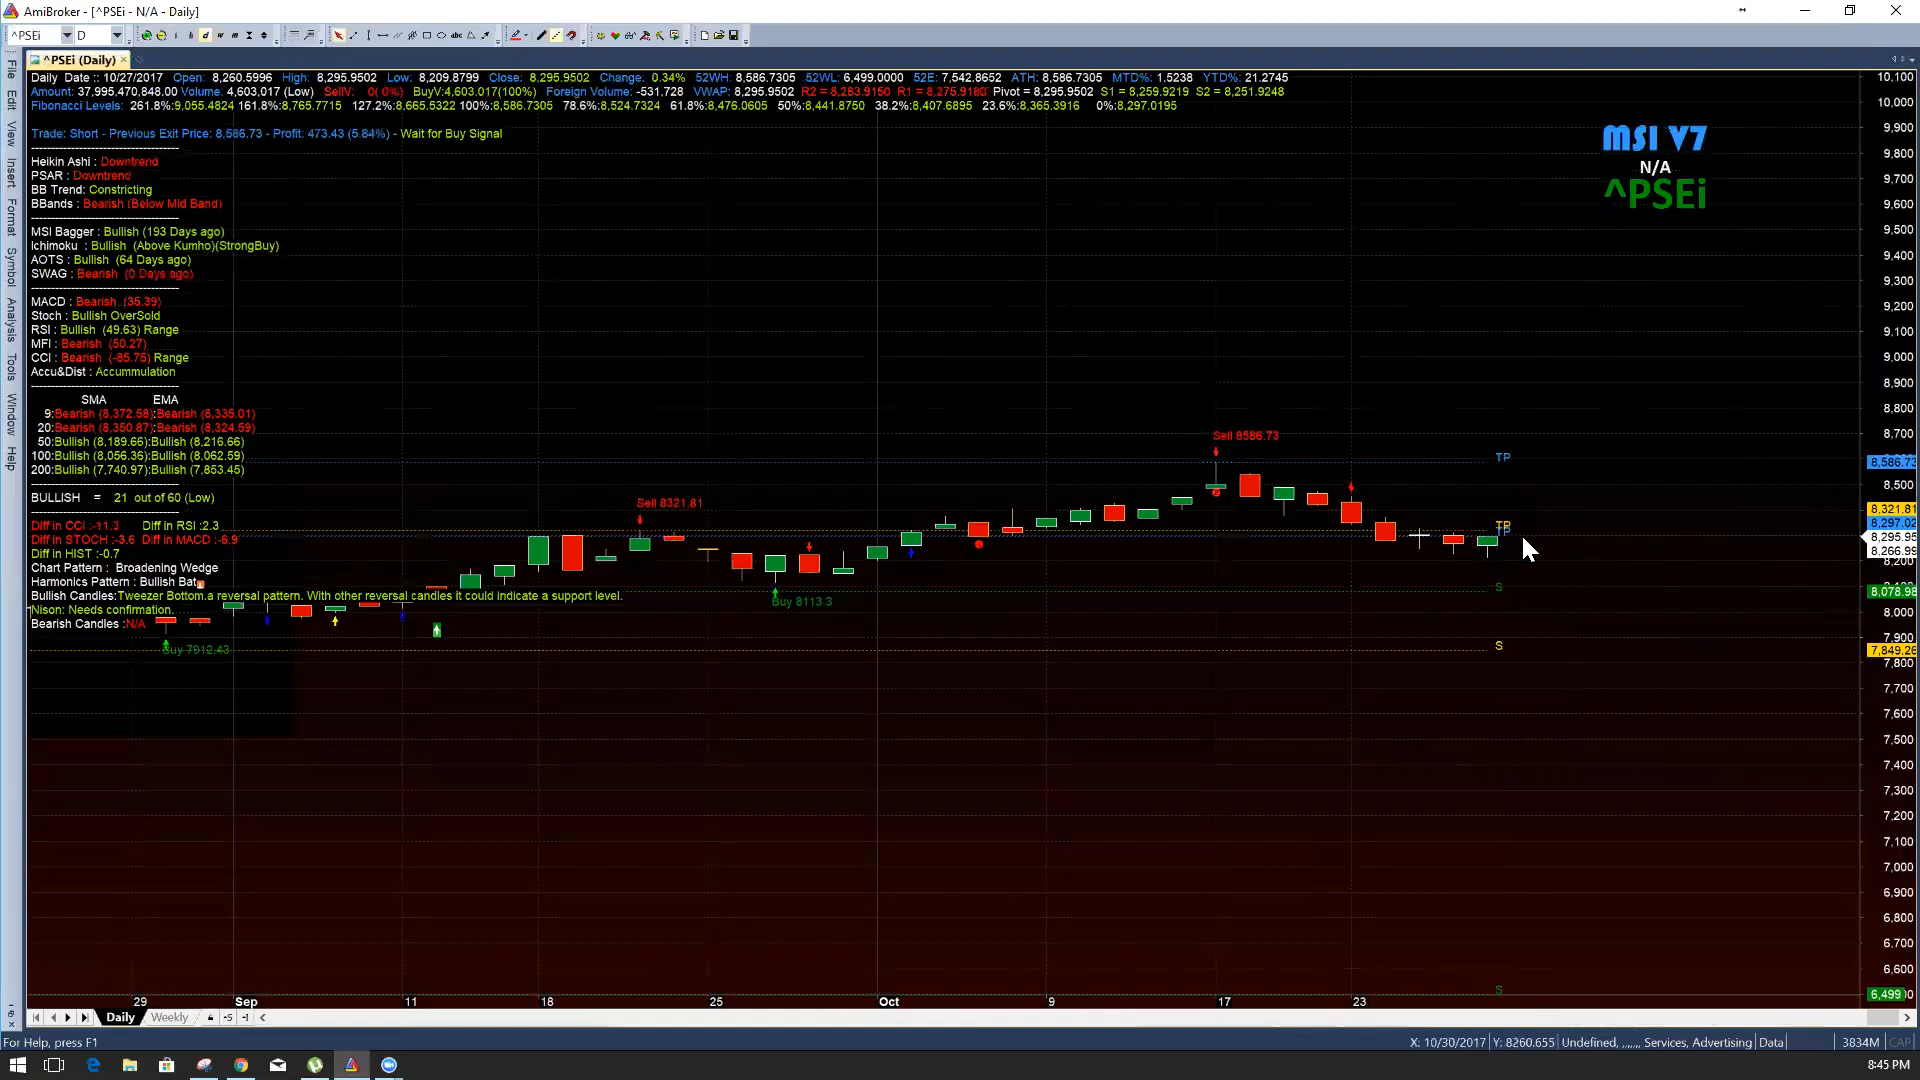 AmiBroker - [^PSEi - N/A - Daily]
^PSEi D
^PSEi (Daily)
File Edit View Insert Format Symbol Analysis Tools Window Help
Daily Date :: 10/27/2017 Open: 8,260.5996 High: 8,295.9502 Low: 8,209.8799 Close: 8,295.9502 Change: 0.34% 52WH: 8,586.7305 52WL: 6,499.0000 52E: 7,542.8652 ATH: 8,586.7305 MTD%: 1.5238 YTD%: 21.2745
Amount: 37,995,470,848.00 Volume: 4,603,017 (Low) SellV: 0( 0%) BuyV:4,603,017(100%) Foreign Volume: -531,728 VWAP: 8,295.9502 R2 = 8,283.9150 R1 = 8,275.9180 Pivot = 8,295.9502 S1 = 8,259.9219 S2 = 8,251.9248
Fibonacci Levels: 261.8%:9,055.4824 161.8%:8,765.7715 127.2%:8,665.5322 100%:8,586.7305 78.6%:8,524.7324 61.8%:8,476.0605 50%:8,441.8750 38.2%:8,407.6895 23.6%:8,365.3916 0%:8,297.0195
Trade: Short - Previous Exit Price: 8,586.73 - Profit: 473.43 (5.84%) - Wait for Buy Signal
Heikin Ashi : Downtrend
PSAR : Downtrend
BB Trend: Constricting
BBands : Bearish (Below Mid Band)
MSI Bagger : Bullish (193 Days ago)
Ichimoku : Bullish (Above Kumho)(StrongBuy)
AOTS : Bullish (64 Days ago)
SWAG : Bearish (0 Days ago)
MACD : Bearish (35.39)
Stoch : Bullish OverSold
RSI : Bullish (49.63) Range
MFI : Bearish (50.27)
CCI : Bearish (-85.75) Range
Accu&Dist : Accummulation
SMA EMA
9:Bearish (8,372.58):Bearish (8,335.01)
20:Bearish (8,350.87):Bearish (8,324.59)
50:Bullish (8,189.66):Bullish (8,216.66)
100:Bullish (8,056.36):Bullish (8,062.59)
200:Bullish (7,740.97):Bullish (7,853.45)
BULLISH = 21 out of 60 (Low)
Diff in CCI :-11.3 Diff in RSI :2.3
Diff in STOCH :-3.6 Diff in MACD :-6.9
Diff in HIST :-0.7
Chart Pattern : Broadening Wedge
Harmonics Pattern : Bullish Bat
Bullish Candles:Tweezer Bottom.a reversal pattern. With other reversal candles it could indicate a support level.
Nison: Needs confirmation.
Bearish Candles :N/A
MSI V7
N/A
^PSEi
Sell 8586.73
Sell 8321.81
Buy 8113.3
Buy 7912.43
TP
TP
TP
S
S
S
10,100
10,000
9,900
9,800
9,700
9,600
9,500
9,400
9,300
9,200
9,100
9,000
8,900
8,800
8,700
8,586.73
8,500
8,321.81
8,297.02
8,295.95
8,266.99
8,200
8,078.98
8,000
7,900
7,849.26
7,800
7,700
7,600
7,500
7,400
7,300
7,200
7,100
7,000
6,900
6,800
6,700
6,600
6,499
29 Sep 11 18 25 Oct 9 17 23
Daily Weekly
For Help, press F1
X: 10/30/2017 Y: 8260.655 Undefined, ,,,,,, Services, Advertising Data 3834M CAP
8:45 PM